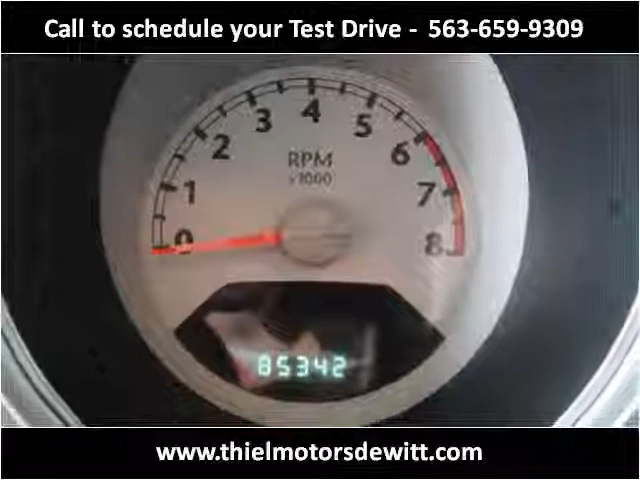 Call to schedule your Test Drive - 563-659-9309
4
3
5
2
6
RPM
x1000
1
7
0
8
85342
www.thielmotorsdewitt.com